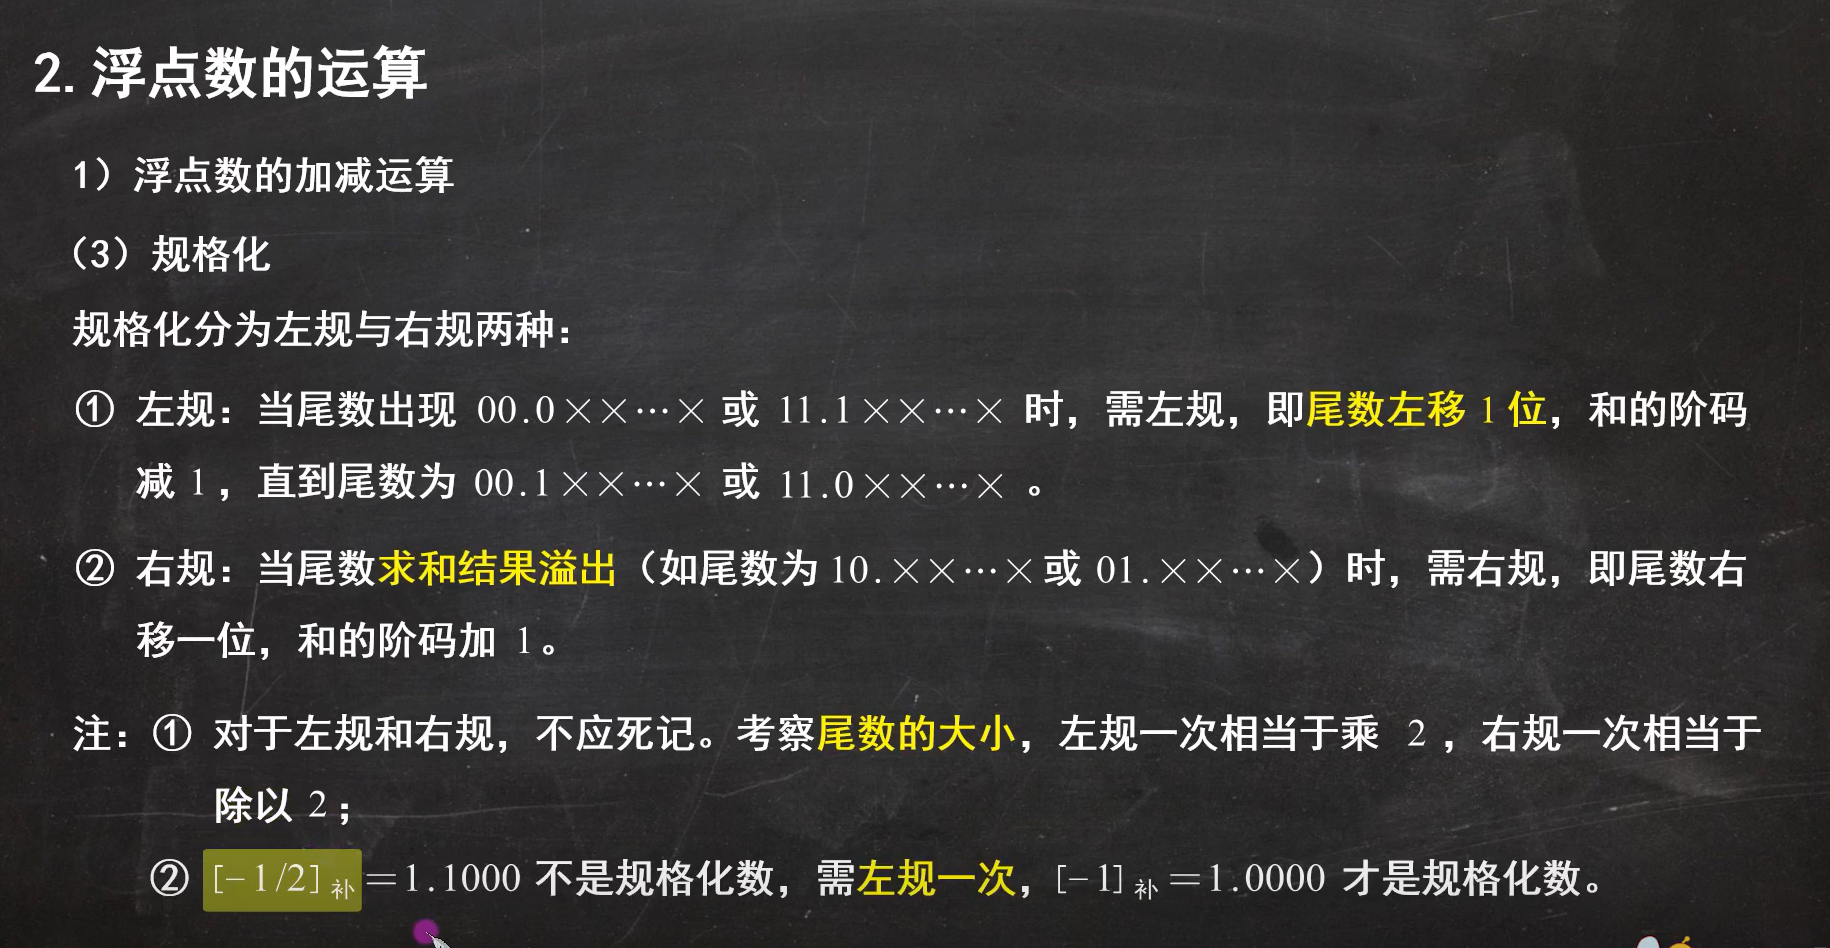 2. 浮点数的运算
1）浮点数的加减运算
（3）规格化
规格化分为左规与右规两种：
① 左规：当尾数出现 00.0××…× 或 11.1××…× 时，需左规，即尾数左移 1 位，和的阶码
减 1，直到尾数为 00.1××…× 或 11.0××…× 。
② 右规：当尾数求和结果溢出（如尾数为 10.××…×或 01.××…×）时，需右规，即尾数右
移一位，和的阶码加 1。
注：① 对于左规和右规，不应死记。考察尾数的大小，左规一次相当于乘 2，右规一次相当于
除以 2；
② [-1/2]补=1.1000 不是规格化数，需左规一次，[-1]补=1.0000 才是规格化数。